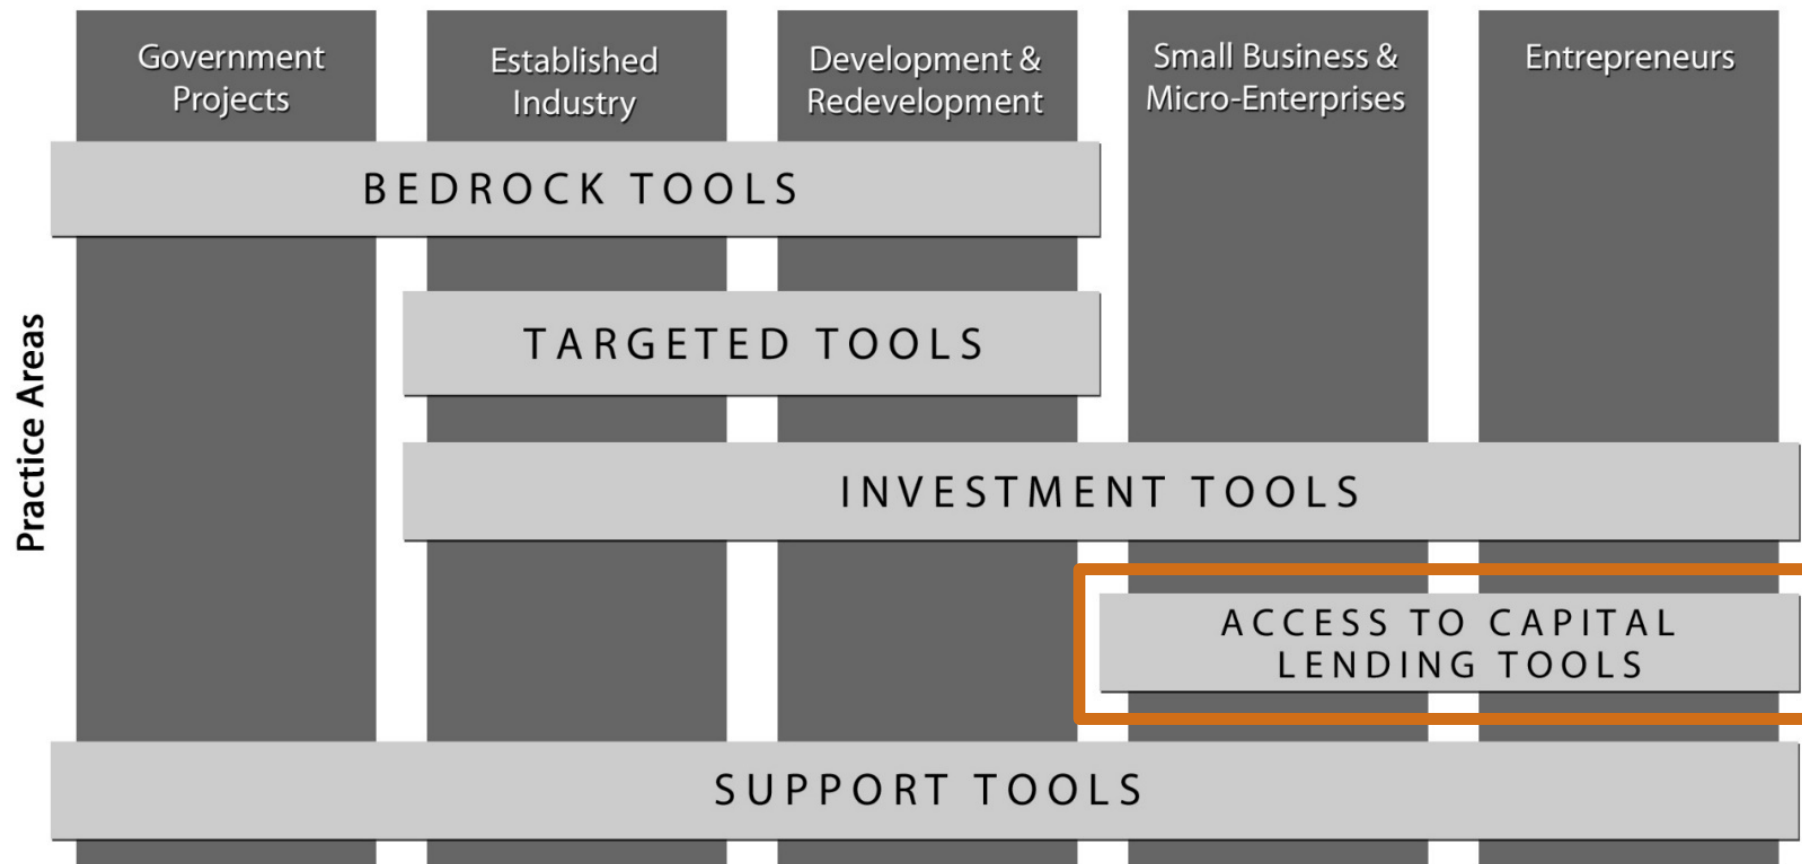 Government
Projects
Established
Industry
Development &
Redevelopment
Small Business &
Micro-Enterprises
Entrepreneurs
Practice Areas
BEDROCK TOOLS
TARGETED TOOLS
INVESTMENT TOOLS
ACCESS TO CAPITAL
LENDING TOOLS
SUPPORT TOOLS